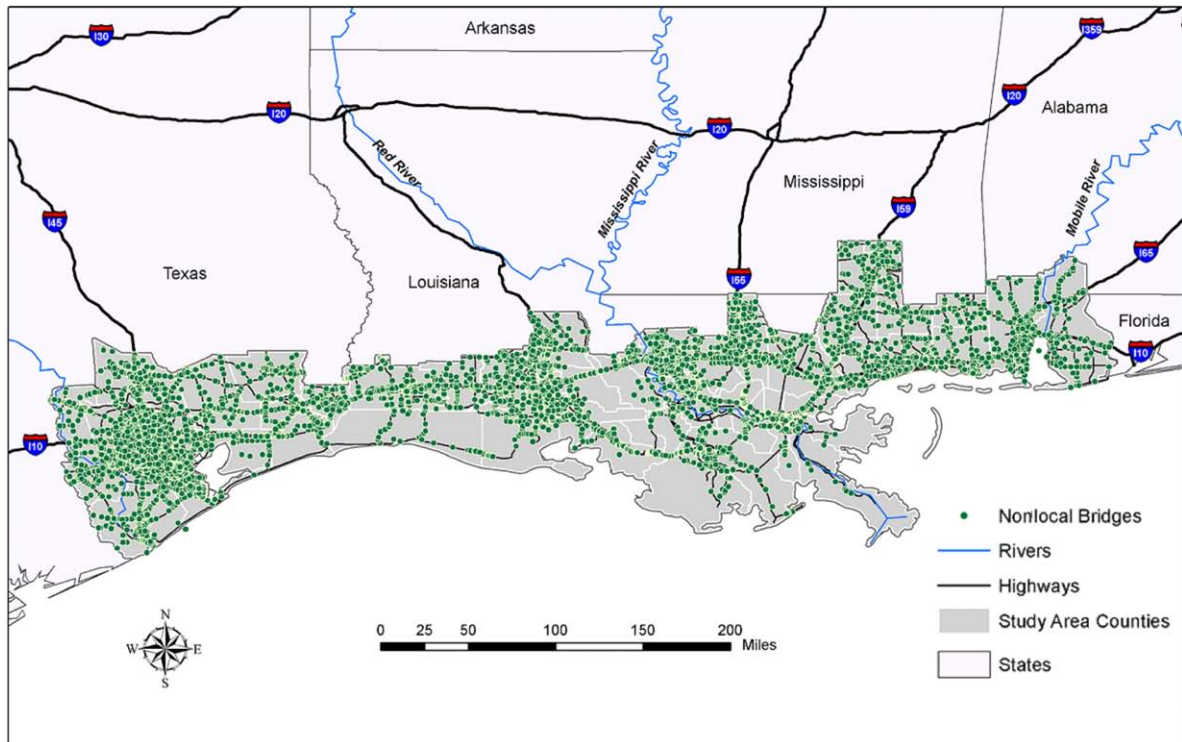 Arkansas
I30
I359
I20
I20
I20
Alabama
Red River
Mississippi River
Mississippi
Mobile River
I59
I45
I65
Texas
Louisiana
I55
Florida
I10
I10
Nonlocal Bridges
Rivers
Highways
Study Area Counties
States
N
W E
S
0 25 50 100 150 200
Miles